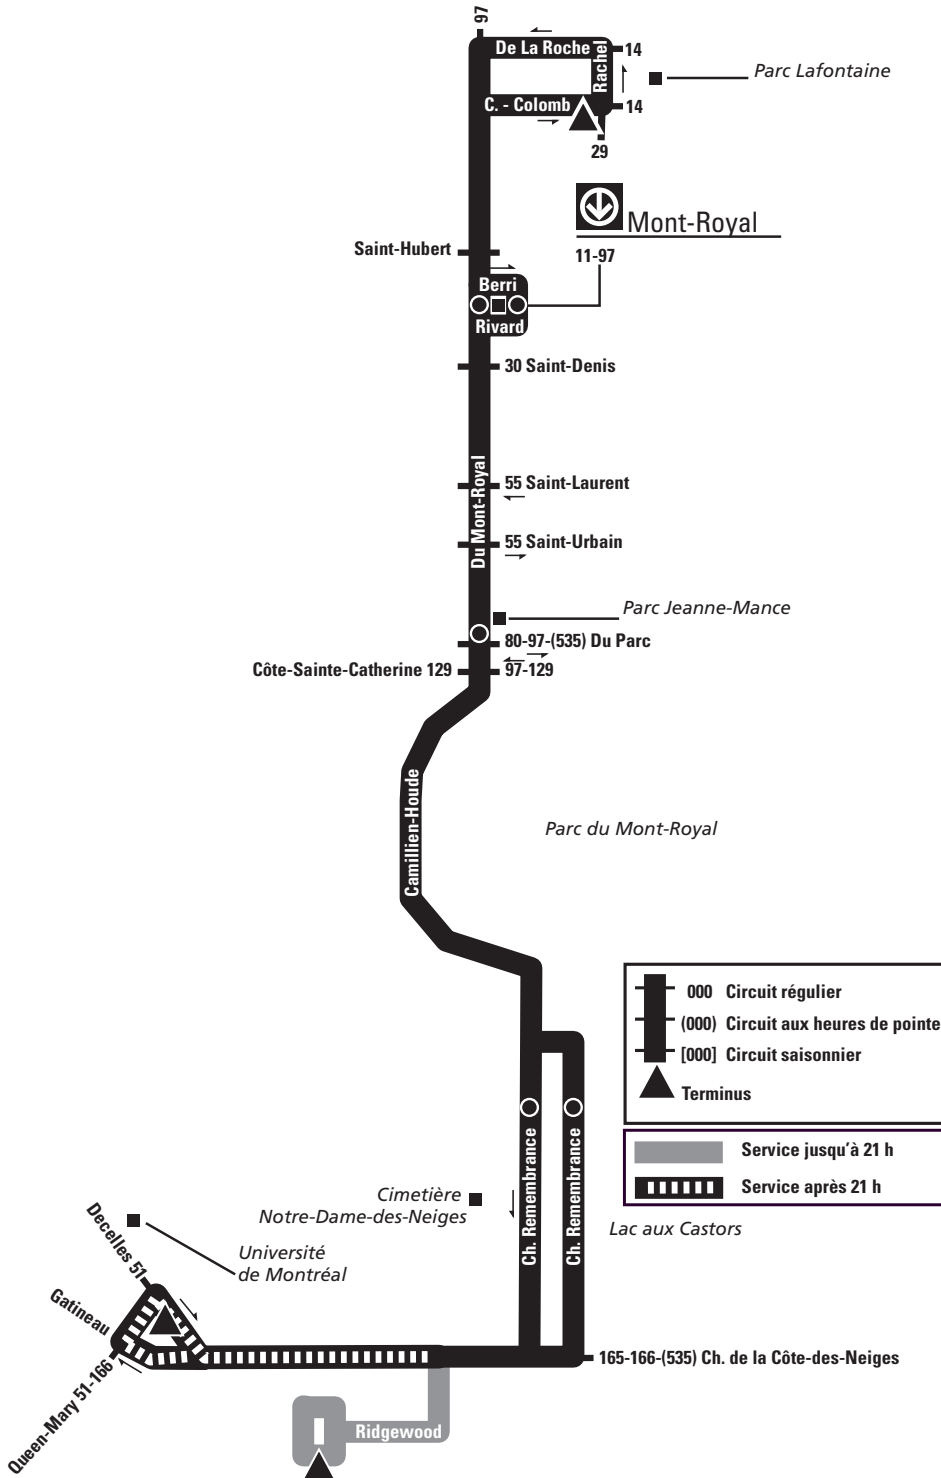 97
De La Roche
Rachel
14
Parc Lafontaine
C. - Colomb
14
29
Mont-Royal
11-97
Saint-Hubert
Berri
Rivard
30 Saint-Denis
Du Mont-Royal
55 Saint-Laurent
55 Saint-Urbain
Parc Jeanne-Mance
80-97-(535) Du Parc
Côte-Sainte-Catherine 129
97-129
Camillien-Houde
Parc du Mont-Royal
000 Circuit régulier
(000) Circuit aux heures de pointe
[000] Circuit saisonnier
Terminus
Service jusqu'à 21 h
Service après 21 h
Ch. Remembrance
Ch. Remembrance
Cimetière
Notre-Dame-des-Neiges
Lac aux Castors
Decelles 51
Université
de Montréal
Gatineau
Queen-Mary 51-166
165-166-(535) Ch. de la Côte-des-Neiges
Ridgewood